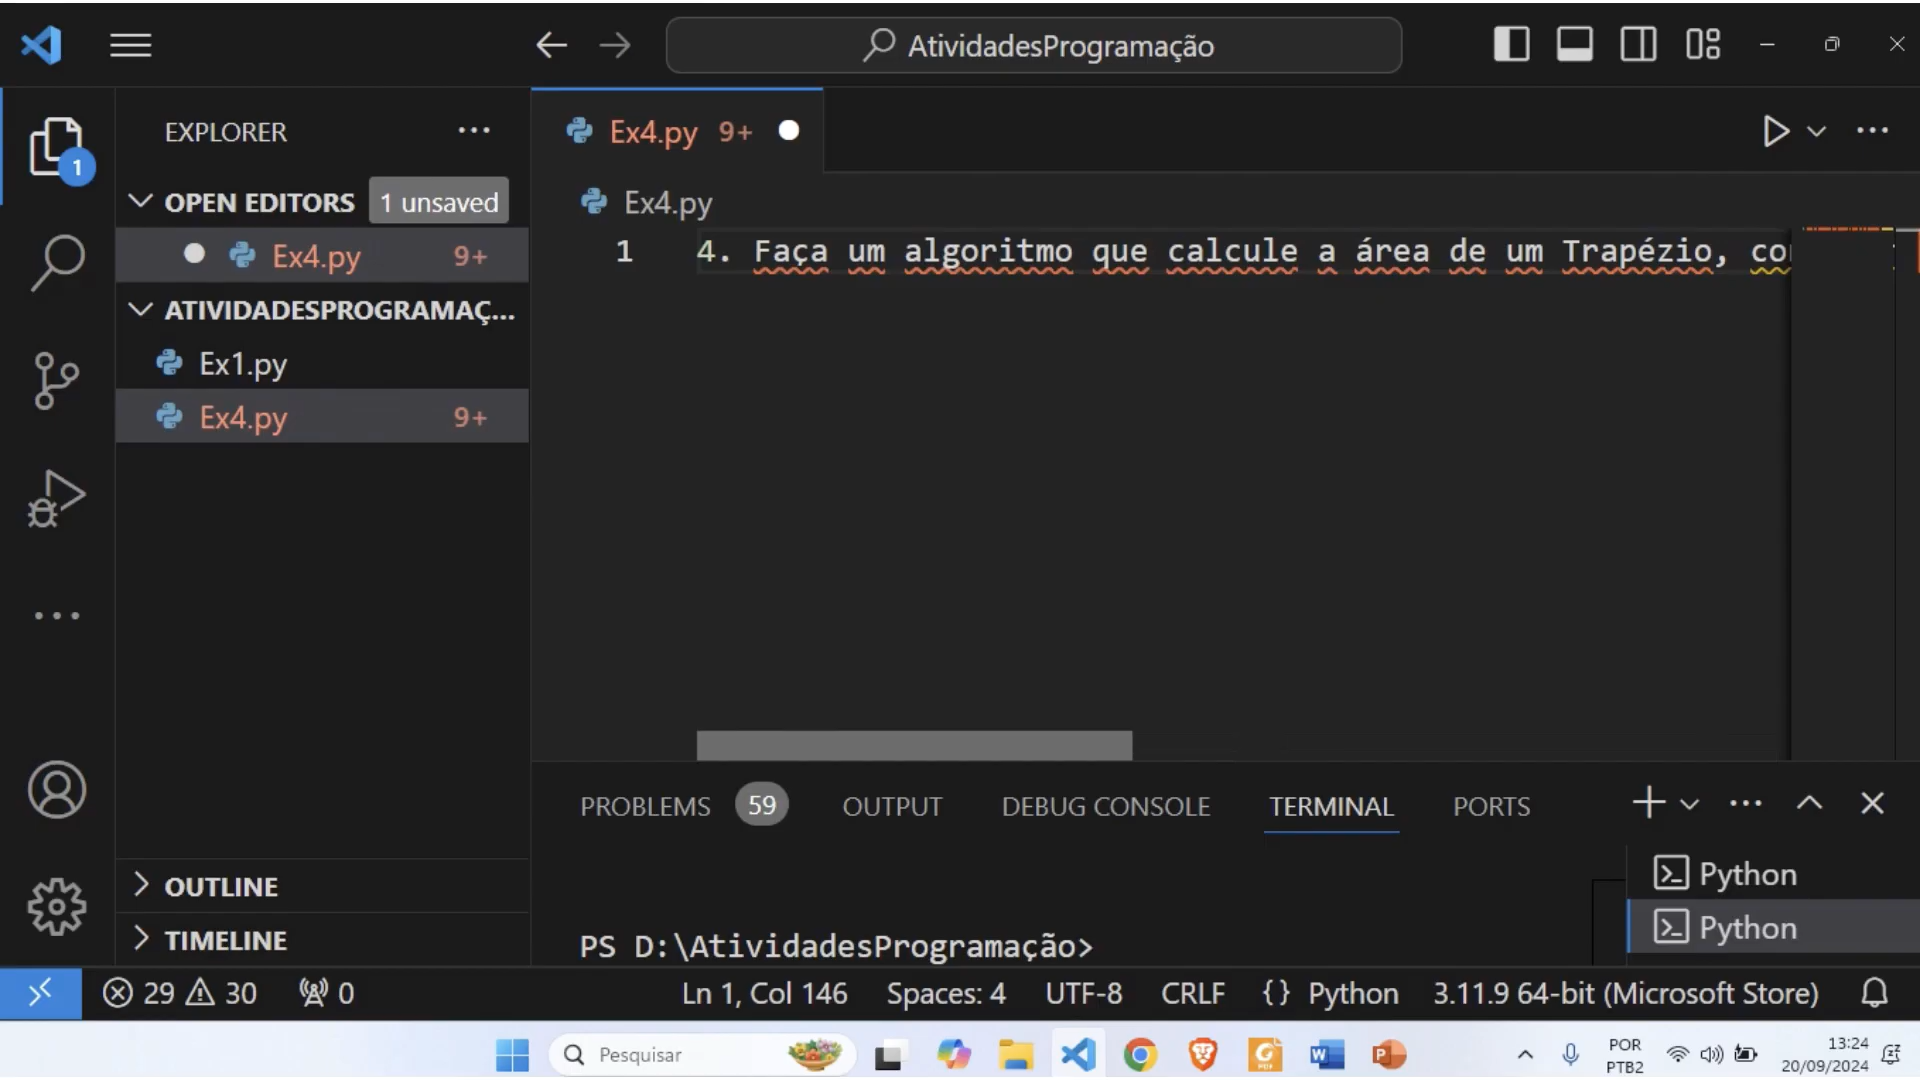 AtividadesProgramação
EXPLORER
OPEN EDITORS 1 unsaved
Ex4.py 9+
ATIVIDADESPROGRAMAÇ...
Ex1.py
Ex4.py 9+
OUTLINE
TIMELINE
1
Ex4.py 9+
Ex4.py
1 4. Faça um algoritmo que calcule a área de um Trapézio, co
PROBLEMS 59 OUTPUT DEBUG CONSOLE TERMINAL PORTS
PS D:\AtividadesProgramação>
Python
Python
29 30 0 Ln 1, Col 146 Spaces: 4 UTF-8 CRLF {} Python 3.11.9 64-bit (Microsoft Store)
Pesquisar
POR
PTB2
13:24
20/09/2024